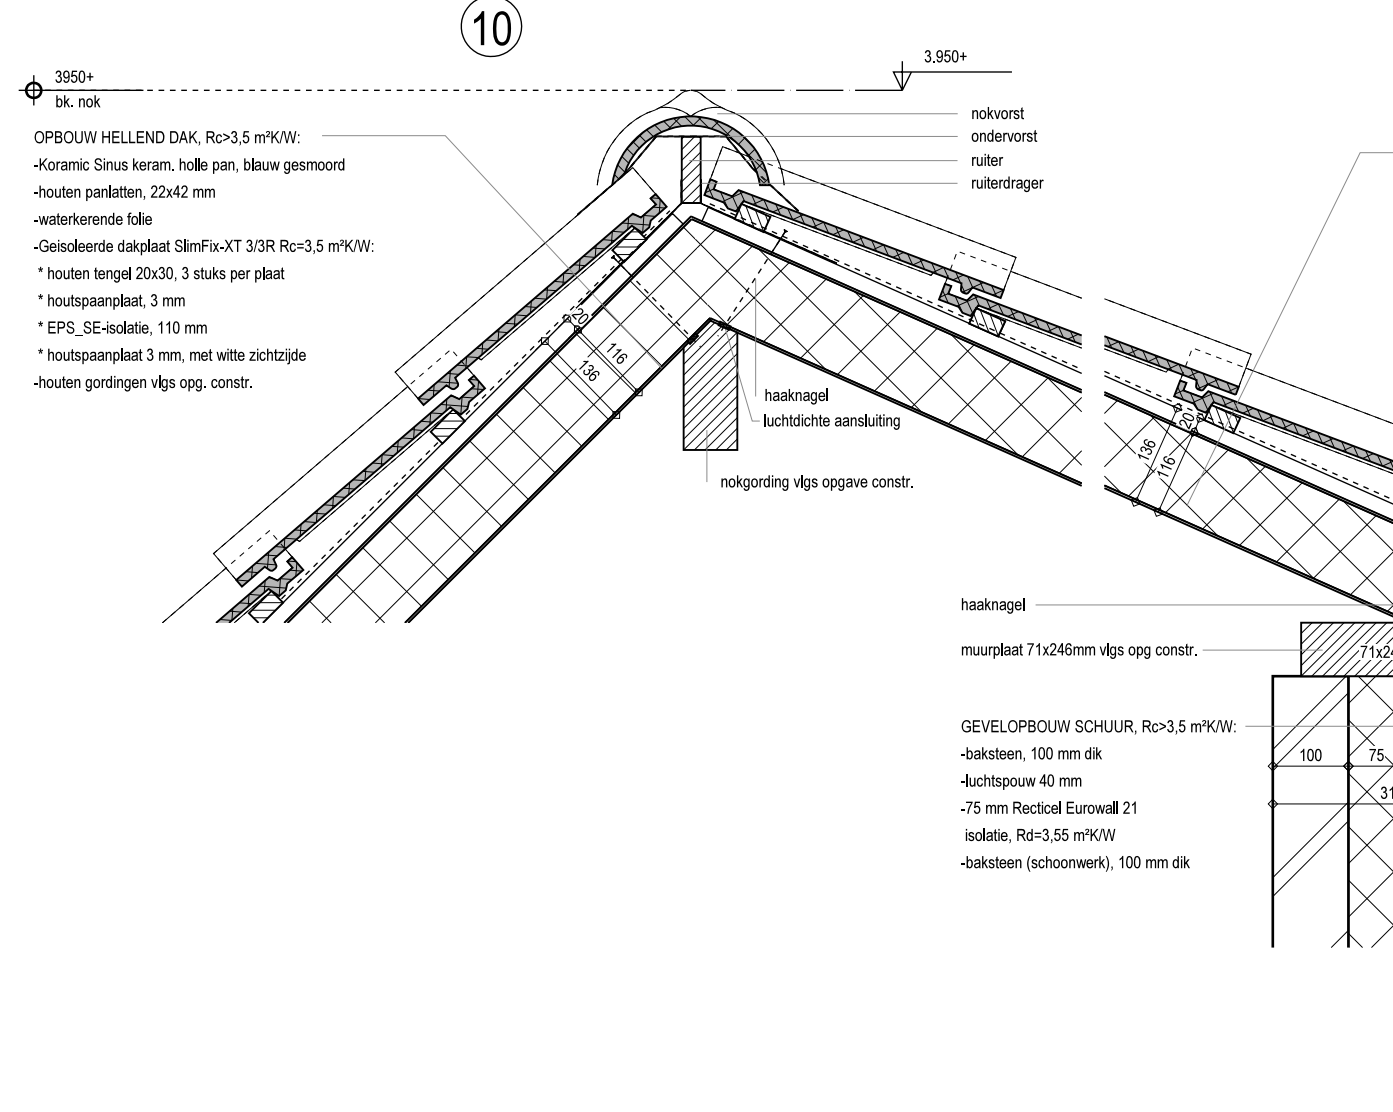 10
3950+
bk. nok
3.950+
OPBOUW HELLEND DAK, Rc>3,5 m²K/W:
-Koramic Sinus keram. holle pan, blauw gesmoord
-houten panlatten, 22x42 mm
-waterkerende folie
-Geisoleerde dakplaat SlimFix-XT 3/3R Rc=3,5 m²K/W:
* houten tengel 20x30, 3 stuks per plaat
* houtspaanplaat, 3 mm
* EPS_SE-isolatie, 110 mm
* houtspaanplaat 3 mm, met witte zichtzijde
-houten gordingen vlgs opg. constr.
nokvorst
ondervorst
ruiter
ruiterdrager
20
116
136
haaknagel
luchtdichte aansluiting
nokgording vlgs opgave constr.
136
20
116
haaknagel
muurplaat 71x246mm vlgs opg constr.
71x24
GEVELOPBOUW SCHUUR, Rc>3,5 m²K/W:
-baksteen, 100 mm dik
-luchtspouw 40 mm
-75 mm Recticel Eurowall 21
isolatie, Rd=3,55 m²K/W
-baksteen (schoonwerk), 100 mm dik
100
75
31